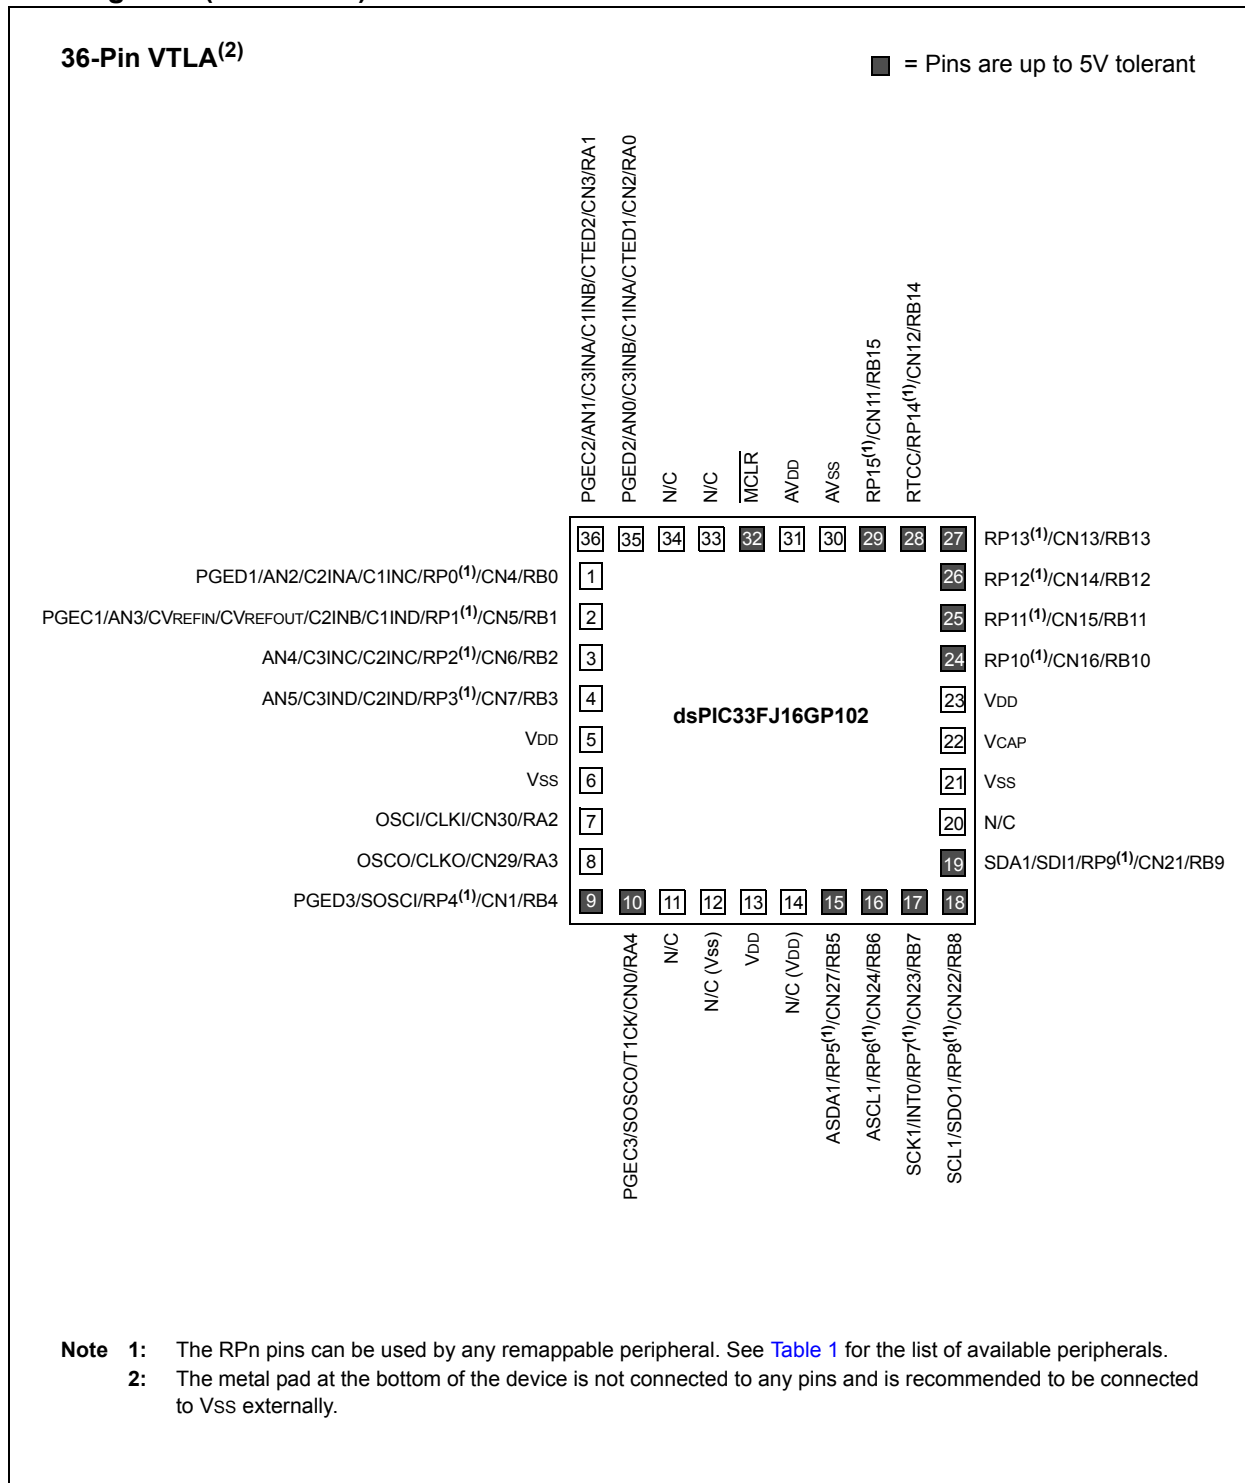 36-Pin VTLA(2)
= Pins are up to 5V tolerant
PGEC2/AN1/C3INA/C1INB/CTED2/CN3/RA1
PGED2/AN0/C3INB/C1INA/CTED1/CN2/RA0
N/C
N/C
MCLR
AVDD
AVSS
RP15(1)/CN11/RB15
RTCC/RP14(1)/CN12/RB14
36 35 34 33 32 31 30 29 28 27 RP13(1)/CN13/RB13
PGED1/AN2/C2INA/C1INC/RP0(1)/CN4/RB0 1 26 RP12(1)/CN14/RB12
PGEC1/AN3/CVREFIN/CVREFOUT/C2INB/C1IND/RP1(1)/CN5/RB1 2 25 RP11(1)/CN15/RB11
AN4/C3INC/C2INC/RP2(1)/CN6/RB2 3 24 RP10(1)/CN16/RB10
AN5/C3IND/C2IND/RP3(1)/CN7/RB3 4 23 VDD
dsPIC33FJ16GP102
VDD 5 22 VCAP
VSS 6 21 VSS
OSCI/CLKI/CN30/RA2 7 20 N/C
OSCO/CLKO/CN29/RA3 8 19 SDA1/SDI1/RP9(1)/CN21/RB9
PGED3/SOSCI/RP4(1)/CN1/RB4 9 10 11 12 13 14 15 16 17 18
PGEC3/SOSCO/T1CK/CN0/RA4
N/C
N/C (Vss)
VDD
N/C (VDD)
ASDA1/RP5(1)/CN27/RB5
ASCL1/RP6(1)/CN24/RB6
SCK1/INT0/RP7(1)/CN23/RB7
SCL1/SDO1/RP8(1)/CN22/RB8
Note 1: The RPn pins can be used by any remappable peripheral. See Table 1 for the list of available peripherals.
2: The metal pad at the bottom of the device is not connected to any pins and is recommended to be connected
to VSS externally.